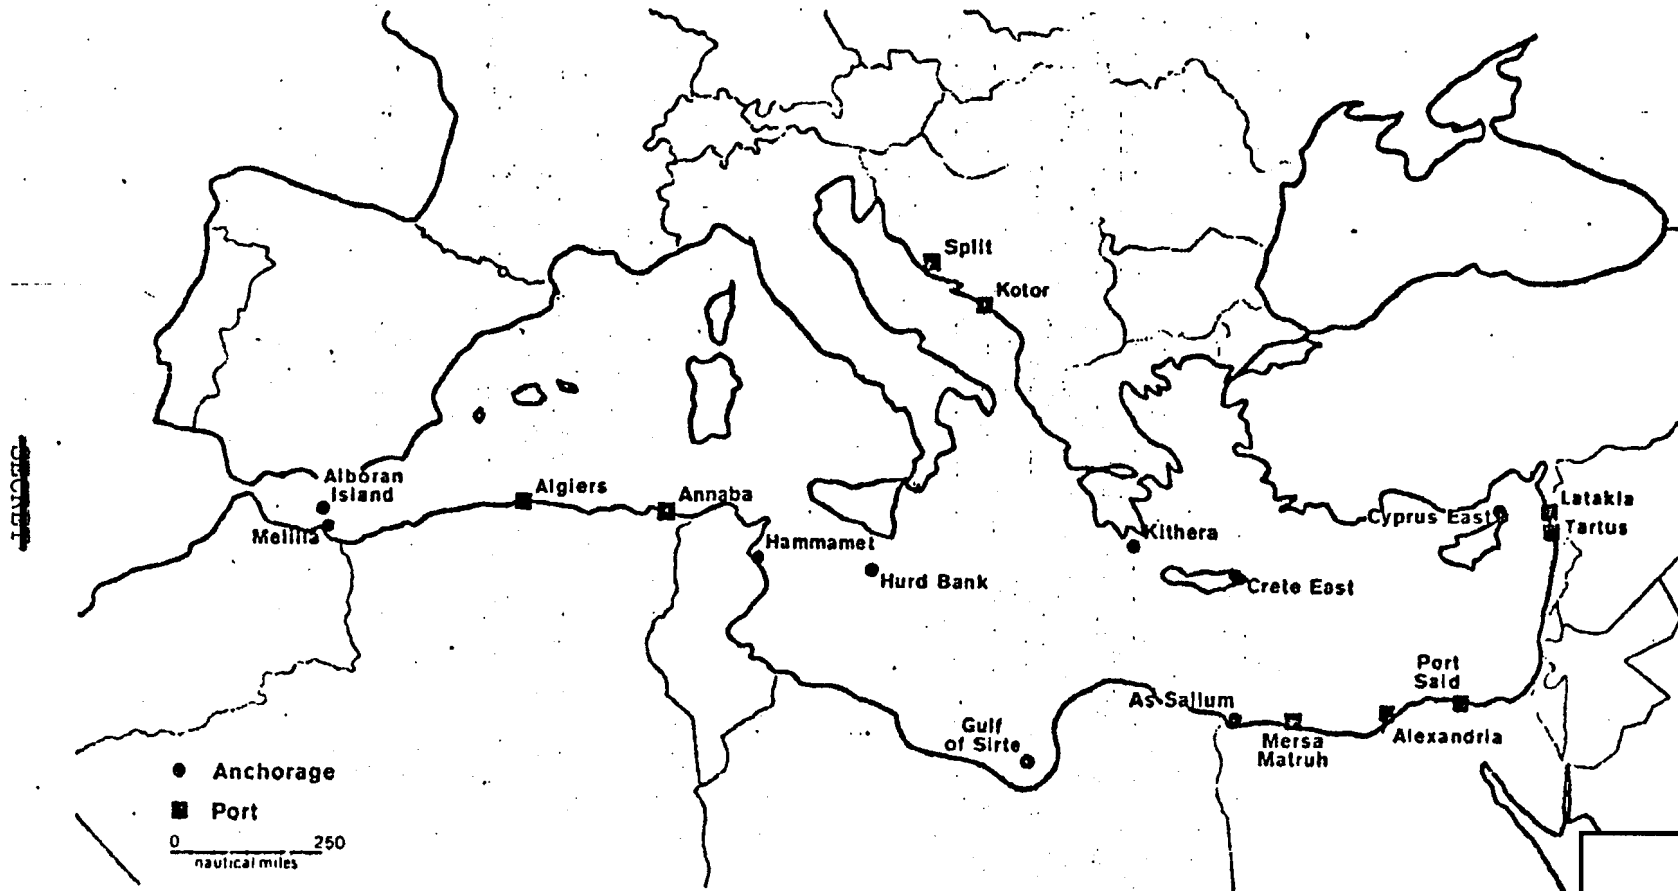 Split
Kotor
Alboran
Island
Melilla
Algiers
Annaba
Hammamet
Hurd Bank
Kithera
Crete East
Cyprus East
Latakia
Tartus
Port
Said
As Sallum
Gulf
of Sirte
Mersa
Matruh
Alexandria
Anchorage
Port
0 250
nautical miles